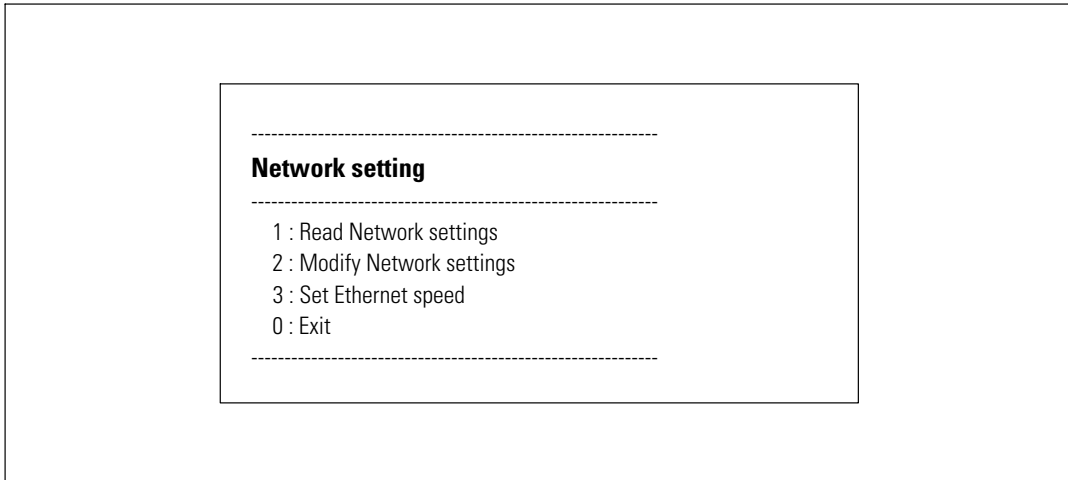 -------------------------------------------------------------
Network setting
-------------------------------------------------------------
1 : Read Network settings
2 : Modify Network settings
3 : Set Ethernet speed
0 : Exit
-------------------------------------------------------------